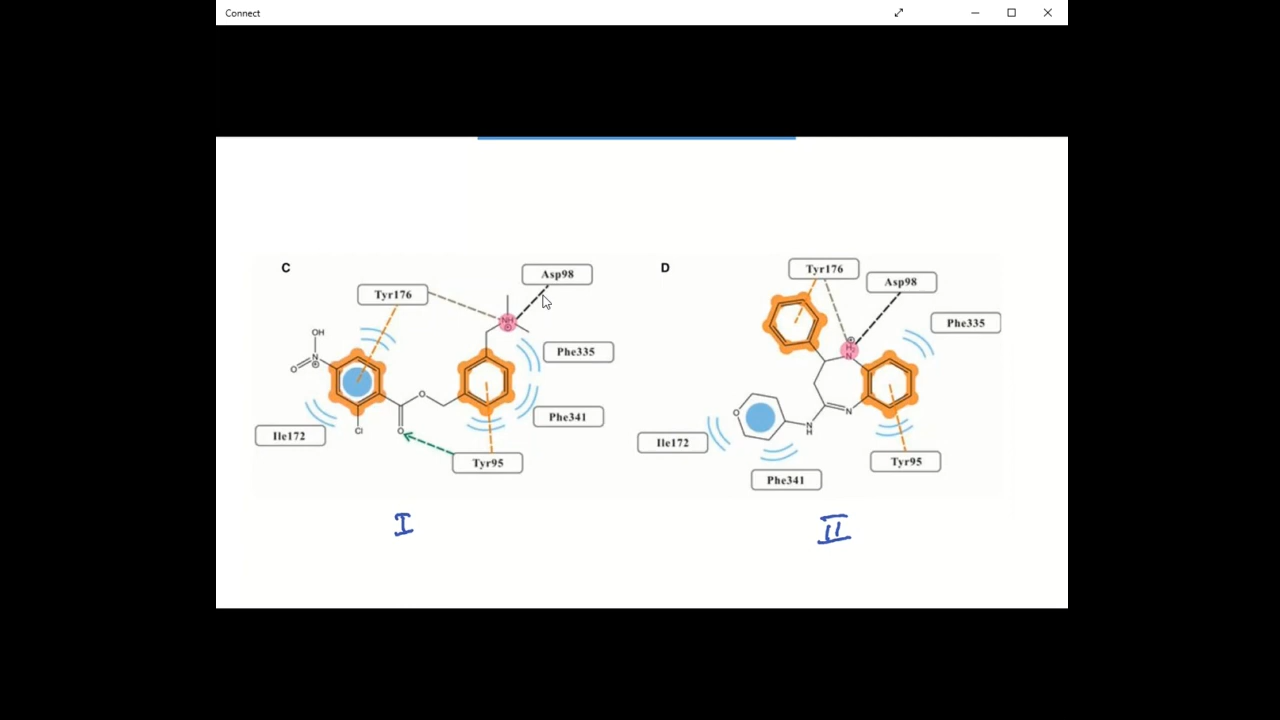 Connect
C
Asp98
Tyr176
NH
⊕
OH
N
⊕
O
Phe335
O
Phe341
Ile172
Cl
O
Tyr95
I
D
Tyr176
Asp98
Phe335
⊕
H
N
O
N
N
H
Ile172
Tyr95
Phe341
II